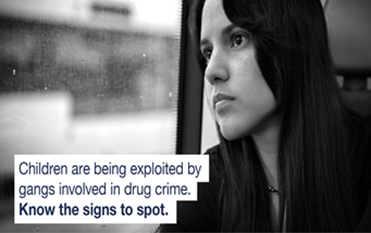 Children are being exploited by
gangs involved in drug crime.
Know the signs to spot.